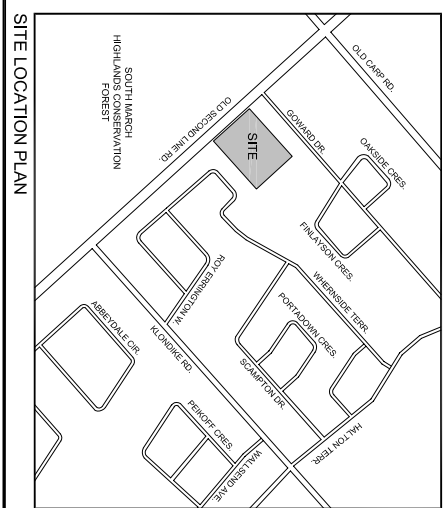 OLD CARP RD.
OAKSIDE CRES.
GOWARD DR.
FINLAYSON CRES.
OLD SECOND LINE RD.
SITE
SOUTH MARCH
HIGHLANDS CONSERVATION
FOREST
WHERNSIDE TERR.
PORTADOWN CRES.
ROY ERRINGTON W.
SCAMPTON DR.
HALTON TERR.
KLONDIKE RD.
ABBEYDALE CIR.
PEIKOFF CRES.
WALLSEND AVE
SITE LOCATION PLAN